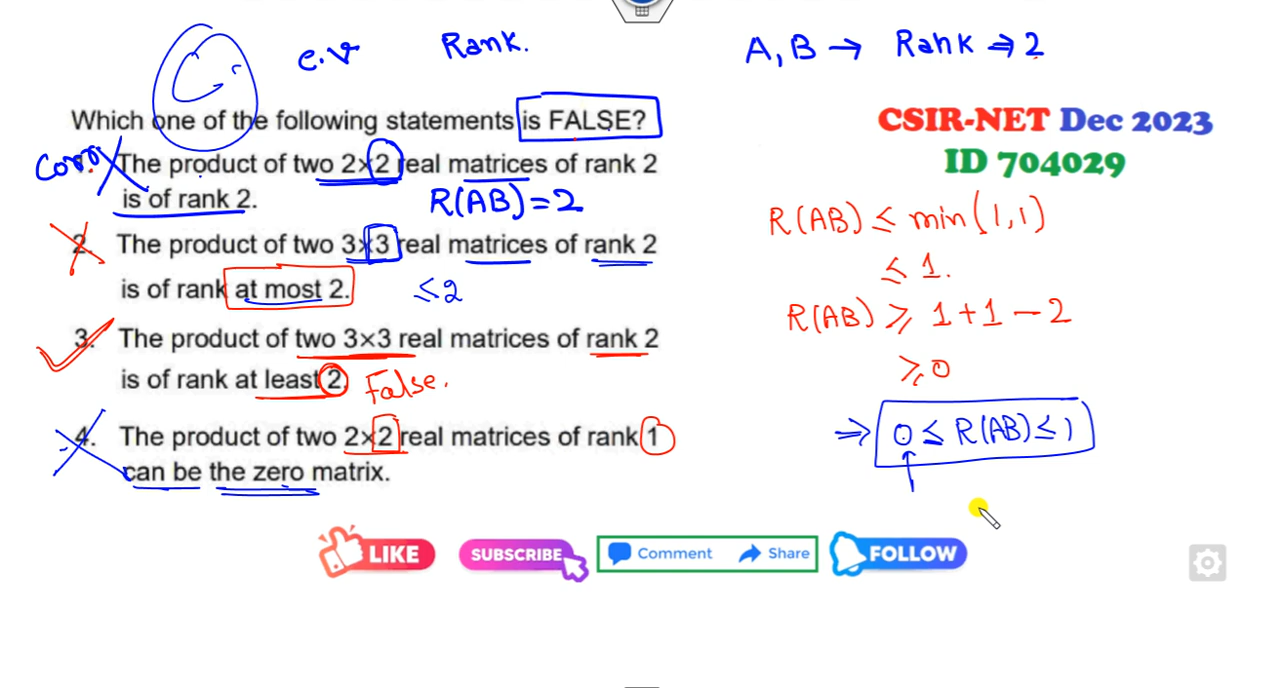 e.v Rank.
A, B → Rank ⇒ 2
Which one of the following statements is FALSE?
CSIR-NET Dec 2023
ID 704029
The product of two 2×2 real matrices of rank 2
is of rank 2.
R(AB)=2
2. The product of two 3×3 real matrices of rank 2
is of rank at most 2.
≤2
3. The product of two 3×3 real matrices of rank 2
is of rank at least 2.
False.
4. The product of two 2×2 real matrices of rank 1
can be the zero matrix.
R(AB) ≤ min(1,1)
≤ 1.
R(AB) ≥ 1+1-2
≥ 0
⇒ 0 ≤ R(AB) ≤ 1
LIKE
SUBSCRIBE
Comment
Share
FOLLOW